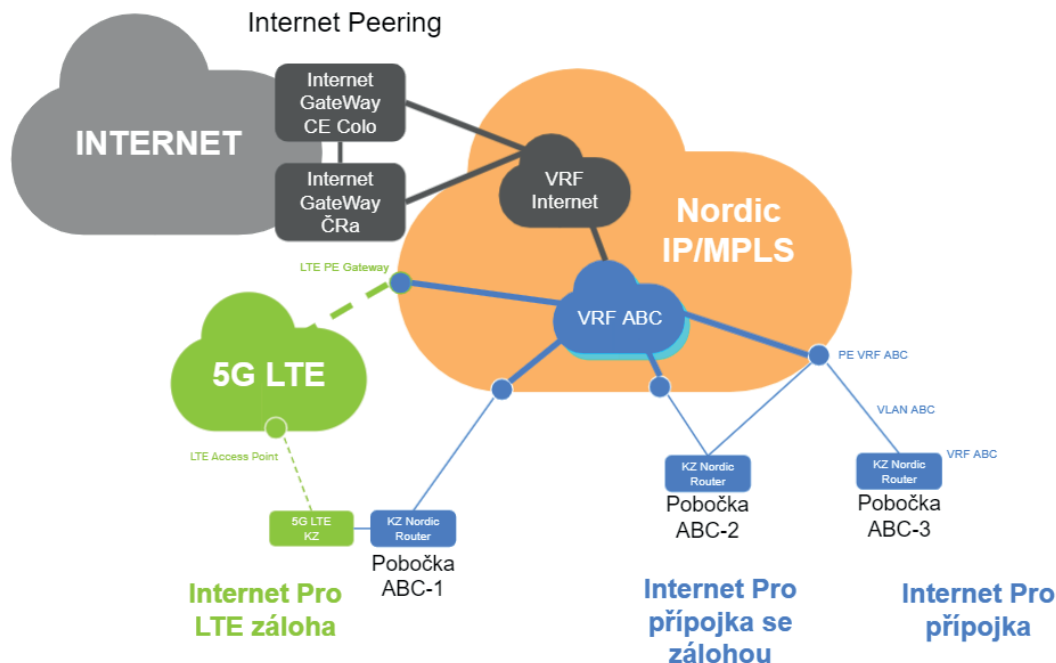 Internet Peering
INTERNET
Internet
GateWay
CE Colo
Internet
GateWay
ČRa
VRF
Internet
Nordic
IP/MPLS
LTE PE Gateway
VRF ABC
5G LTE
PE VRF ABC
VLAN ABC
LTE Access Point
KZ Nordic
Router
Pobočka
ABC-2
KZ Nordic
Router
VRF ABC
Pobočka
ABC-3
5G LTE
KZ
KZ Nordic
Router
Pobočka
ABC-1
Internet Pro
LTE záloha
Internet Pro
přípojka se
zálohou
Internet Pro
přípojka